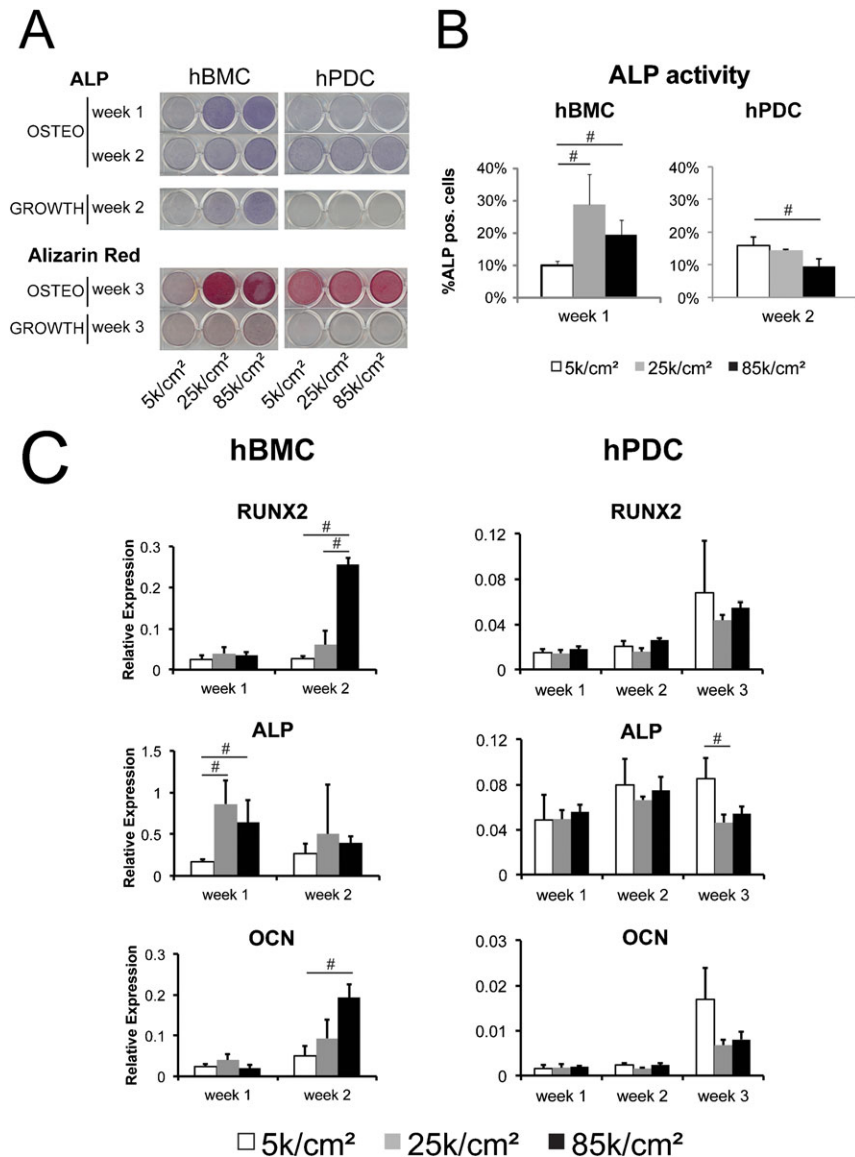 A
ALP
hBMC hPDC
OSTEO week 1
week 2
GROWTH week 2
Alizarin Red
OSTEO week 3
GROWTH week 3
5k/cm² 25k/cm² 85k/cm² 5k/cm² 25k/cm² 85k/cm²
B
ALP activity
hBMC hPDC
# #
#
%ALP pos. cells
40% 40%
30% 30%
20% 20%
10% 10%
0% 0%
week 1 week 2
5k/cm² 25k/cm² 85k/cm²
C
hBMC hPDC
RUNX2
#
#
Relative Expression
0.3
0.2
0.1
0
week 1 week 2
RUNX2
0.12
0.08
0.04
0
week 1 week 2 week 3
ALP
#
#
Relative Expression
1.5
1
0.5
0
week 1 week 2
ALP
#
0.12
0.08
0.04
0
week 1 week 2 week 3
OCN
#
Relative Expression
0.3
0.2
0.1
0
week 1 week 2
OCN
0.03
0.02
0.01
0
week 1 week 2 week 3
5k/cm² 25k/cm² 85k/cm²